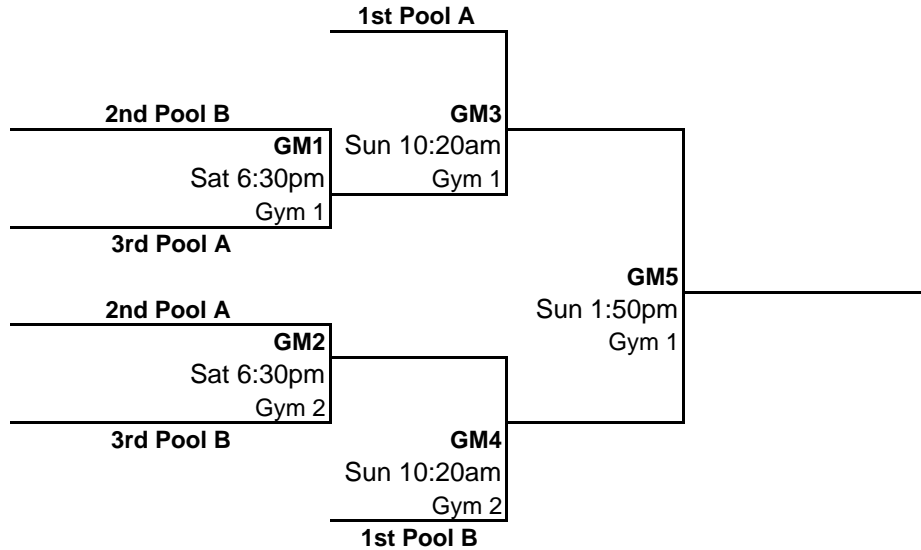 1st Pool A
2nd Pool B
GM3
GM1
Sun 10:20am
Sat 6:30pm
Gym 1
Gym 1
3rd Pool A
GM5
2nd Pool A
Sun 1:50pm
GM2
Gym 1
Sat 6:30pm
Gym 2
3rd Pool B
GM4
Sun 10:20am
Gym 2
1st Pool B